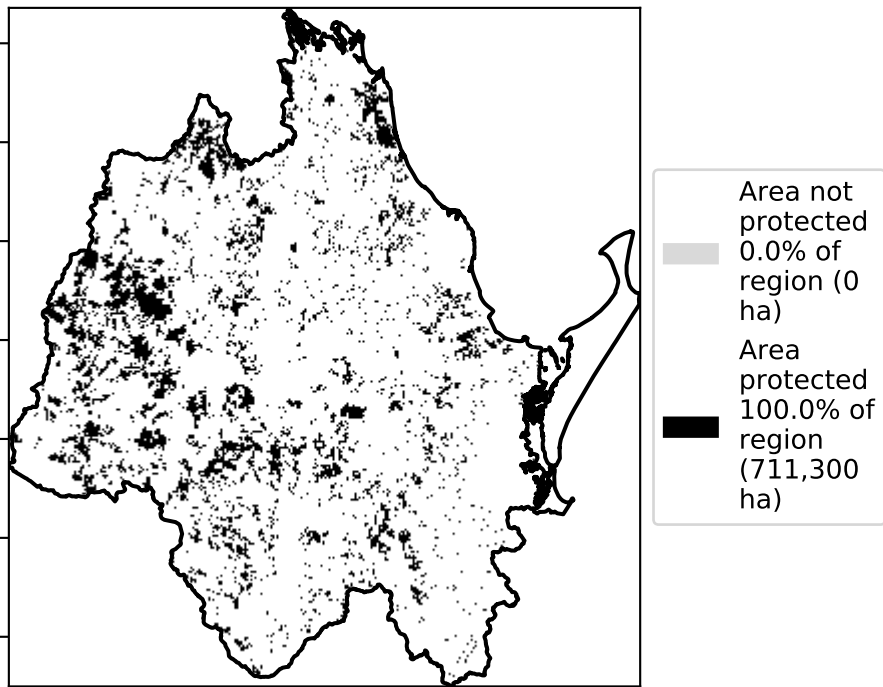 Area not
protected
0.0% of
region (0
ha)
Area
protected
100.0% of
region
(711,300
ha)